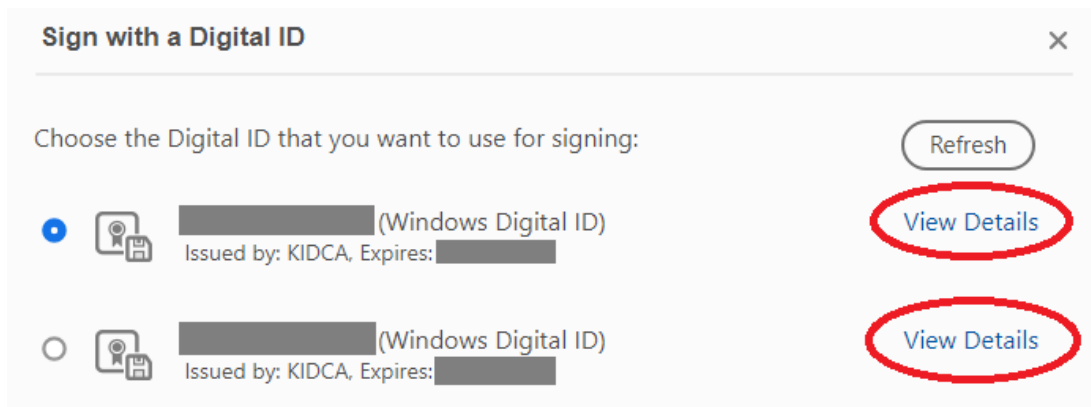 Sign with a Digital ID
Choose the Digital ID that you want to use for signing:
Refresh
(Windows Digital ID)
View Details
Issued by: KIDCA, Expires:
(Windows Digital ID)
View Details
Issued by: KIDCA, Expires: